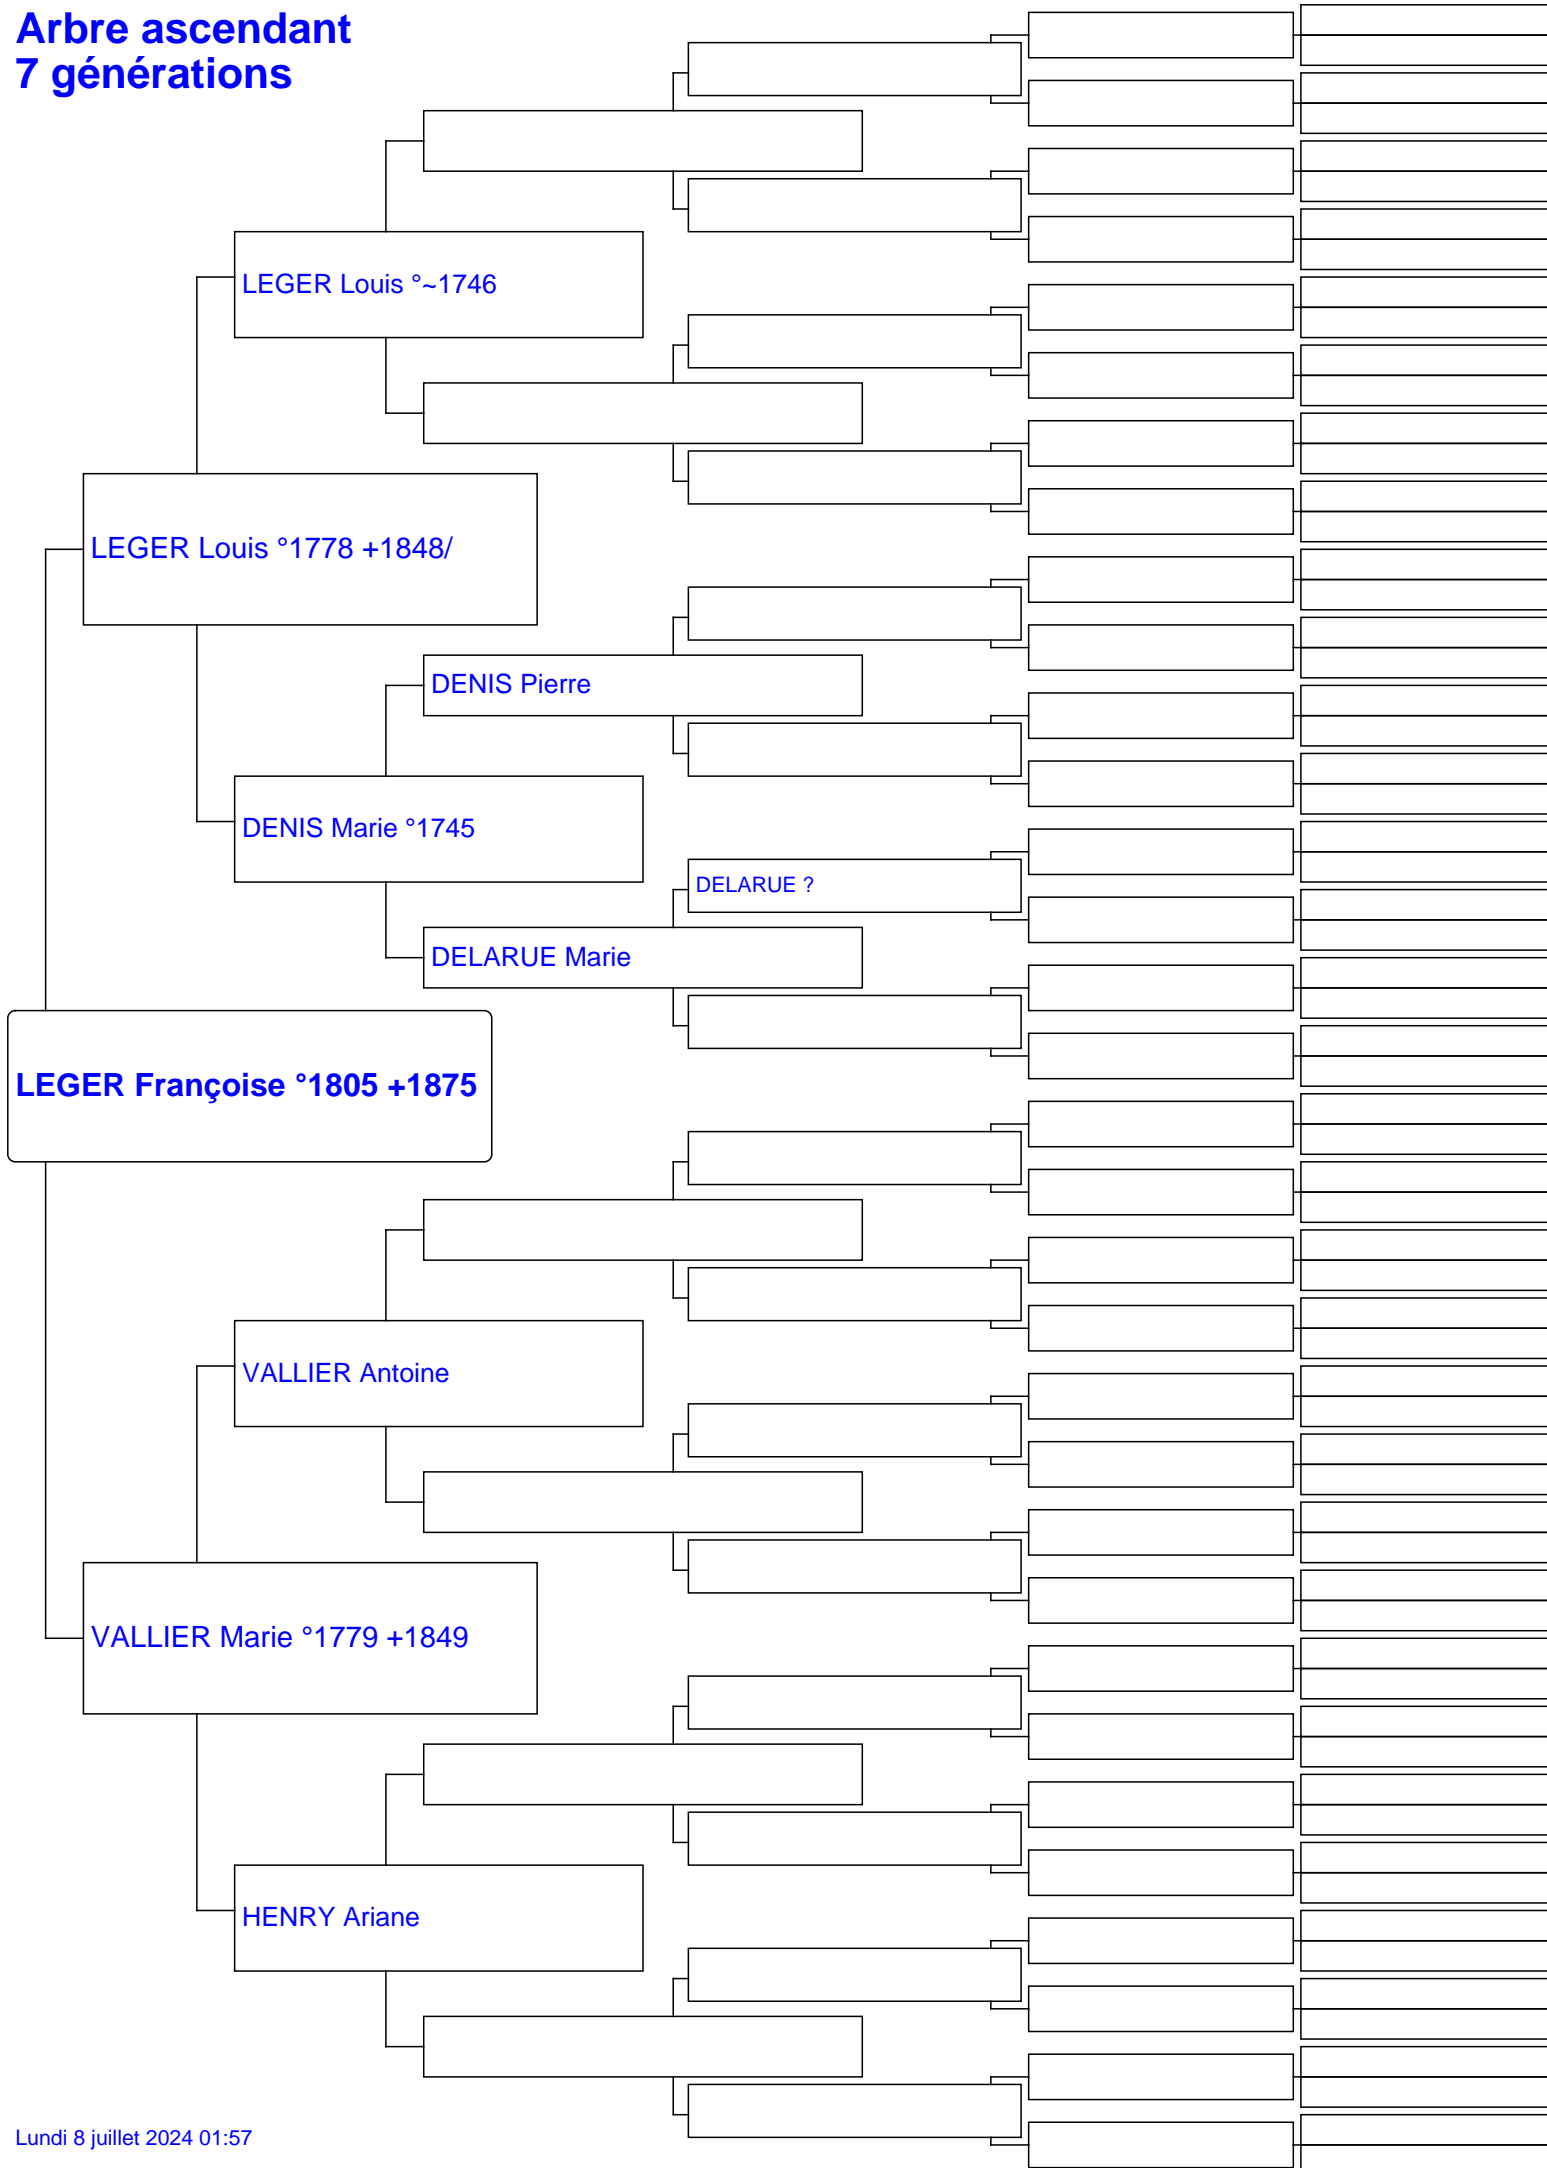 Arbre ascendant
7 générations
LEGER Louis °~1746
LEGER Louis °1778 +1848/
DENIS Pierre
DENIS Marie °1745
DELARUE ?
DELARUE Marie
LEGER Françoise °1805 +1875
VALLIER Antoine
VALLIER Marie °1779 +1849
HENRY Ariane
Lundi 8 juillet 2024 01:57